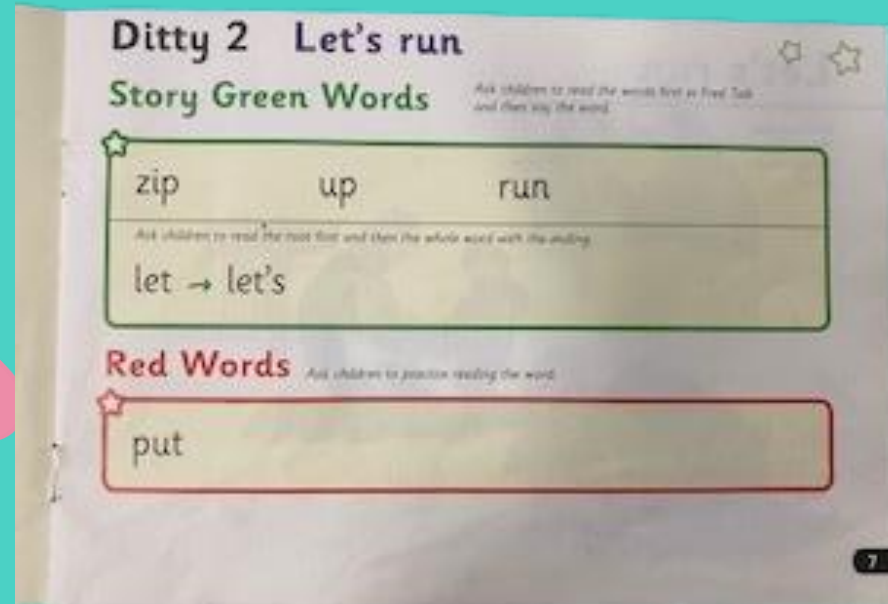 Ditty 2 Let's run
Story Green Words
Ask children to read the words first in Fred Talk
and then say the word.
zip up run
Ask children to read the root first and then the whole word with the ending.
let → let's
Red Words Ask children to practise reading the word.
put
7